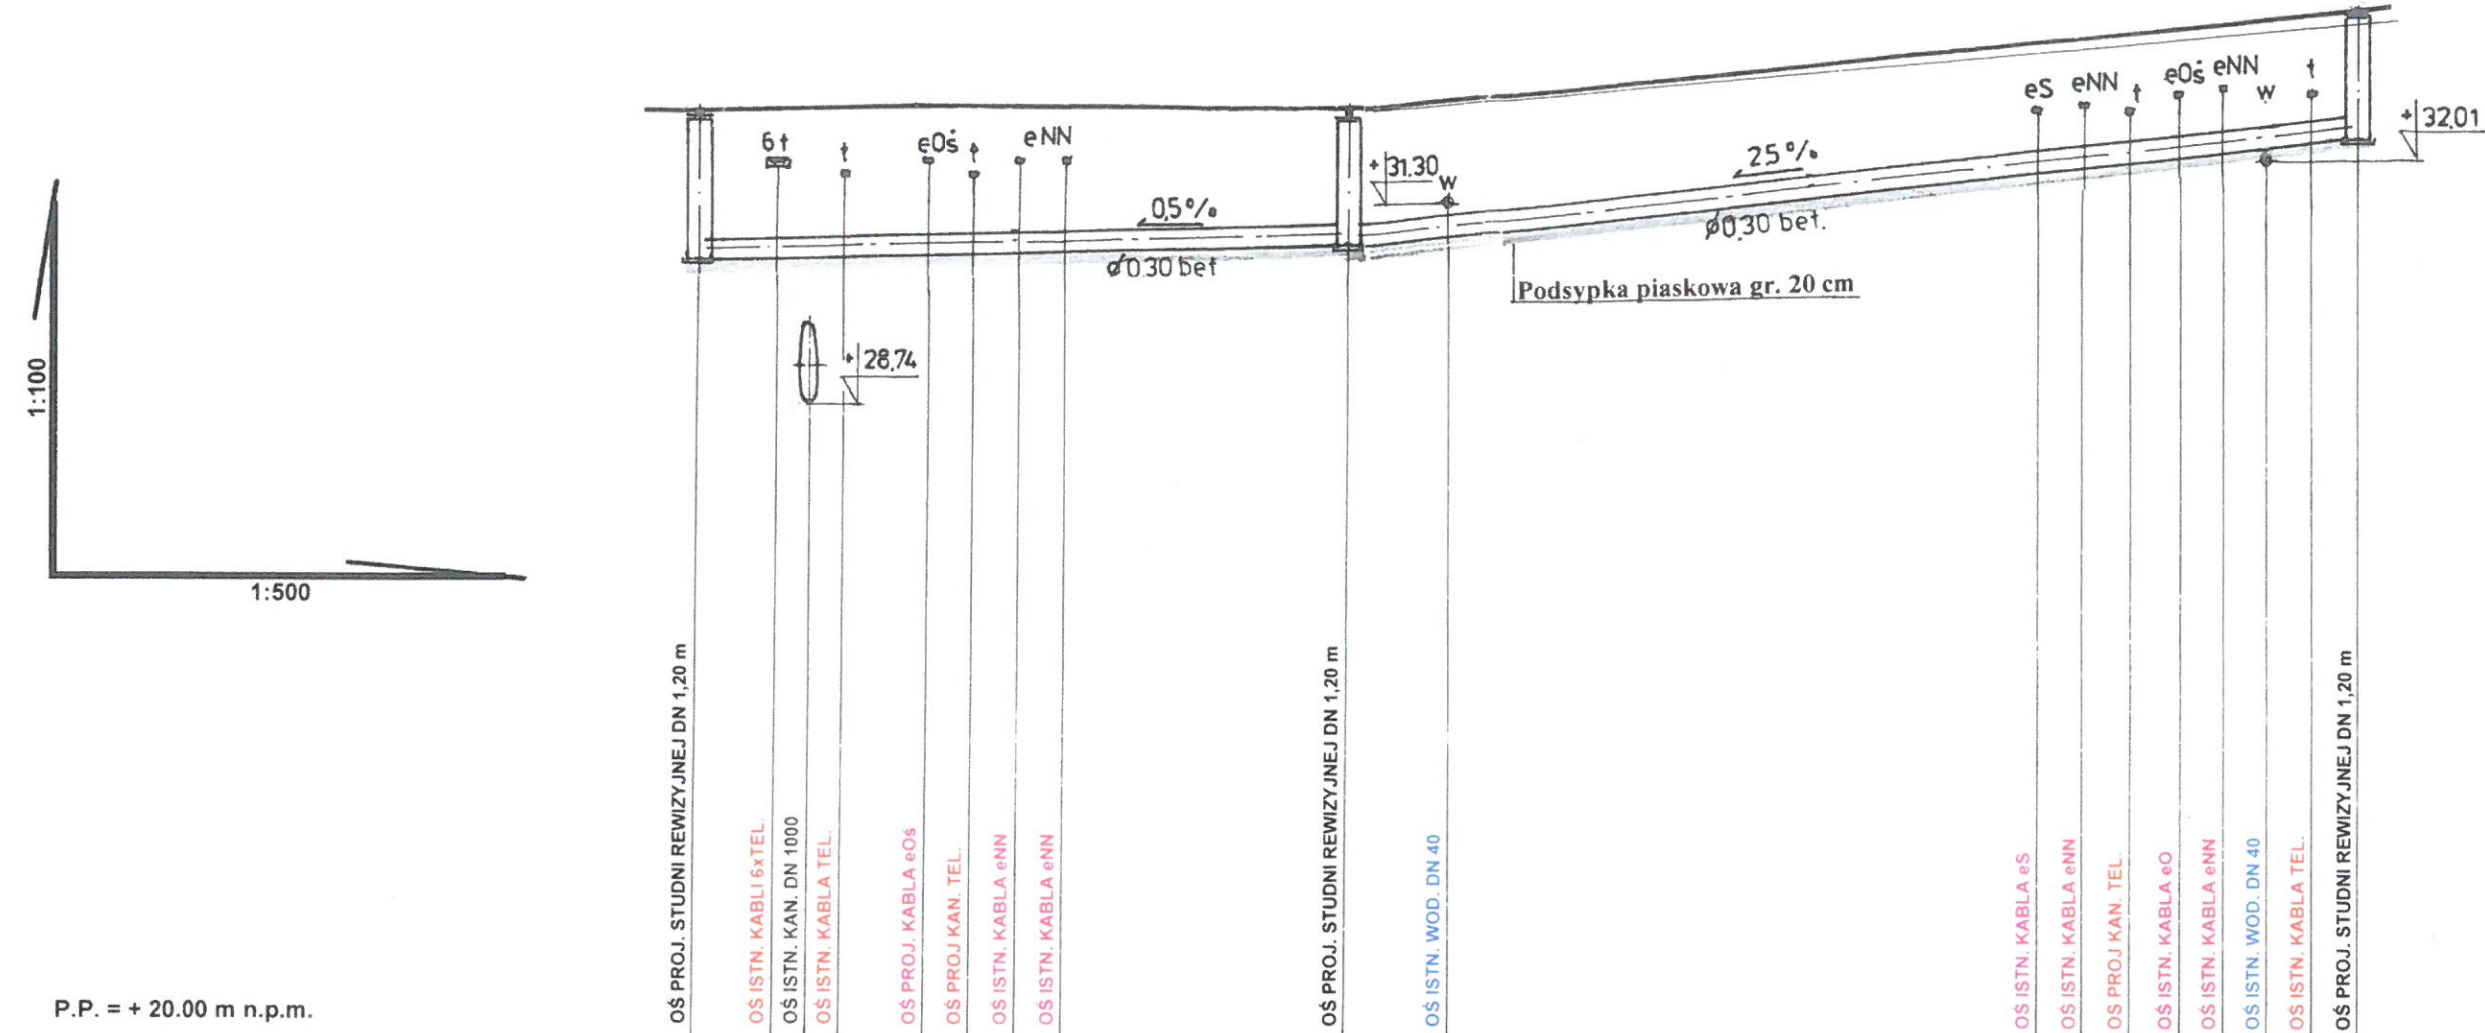 eS
eNN
t
eOś
eNN
w
t
+ 32,01
6t
t
eOś
t
eNN
+ 31.30
w
25%
0,5%
ø0.30 bet.
ø0.30 bet
Podsypka piaskowa gr. 20 cm
+ 28,74
1:100
1:500
OŚ PROJ. STUDNI REWIZYJNEJ DN 1,20 m
OŚ ISTN. KABLI 6xTEL.
OŚ ISTN. KAN. DN 1000
OŚ ISTN. KABLA TEL.
OŚ PROJ. KABLA eOś
OŚ PROJ KAN. TEL.
OŚ ISTN. KABLA eNN
OŚ ISTN. KABLA eNN
OŚ PROJ. STUDNI REWIZYJNEJ DN 1,20 m
OŚ ISTN. WOD. DN 40
OŚ ISTN. KABLA eS
OŚ ISTN. KABLA eNN
OŚ PROJ KAN. TEL.
OŚ ISTN. KABLA eO
OŚ ISTN. KABLA eNN
OŚ ISTN. WOD. DN 40
OŚ ISTN. KABLA TEL.
OŚ PROJ. STUDNI REWIZYJNEJ DN 1,20 m
P.P. = + 20.00 m n.p.m.